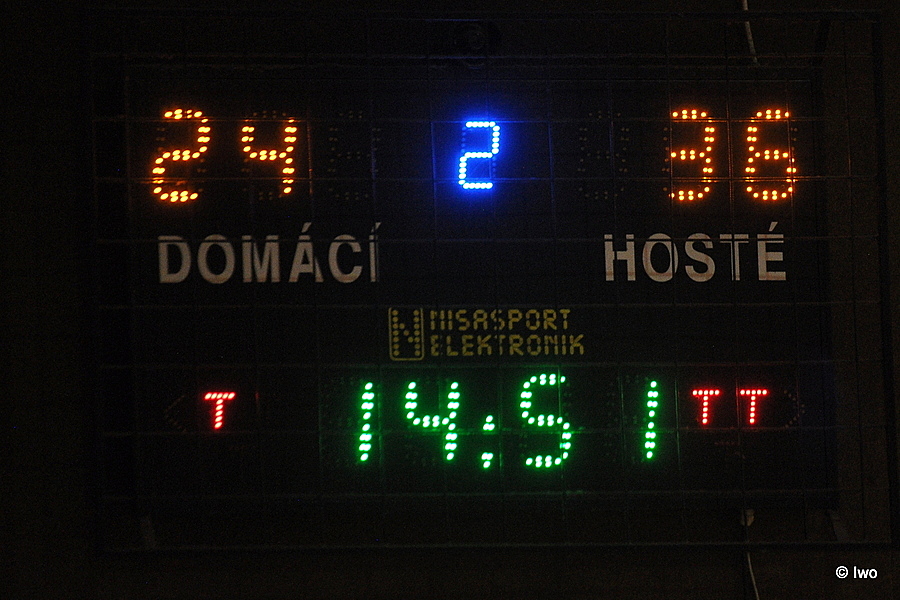 24 2 36
DOMÁCÍ HOSTÉ
N NISASPORT
ELEKTRONIK
T 14:51 TT
© Iwo